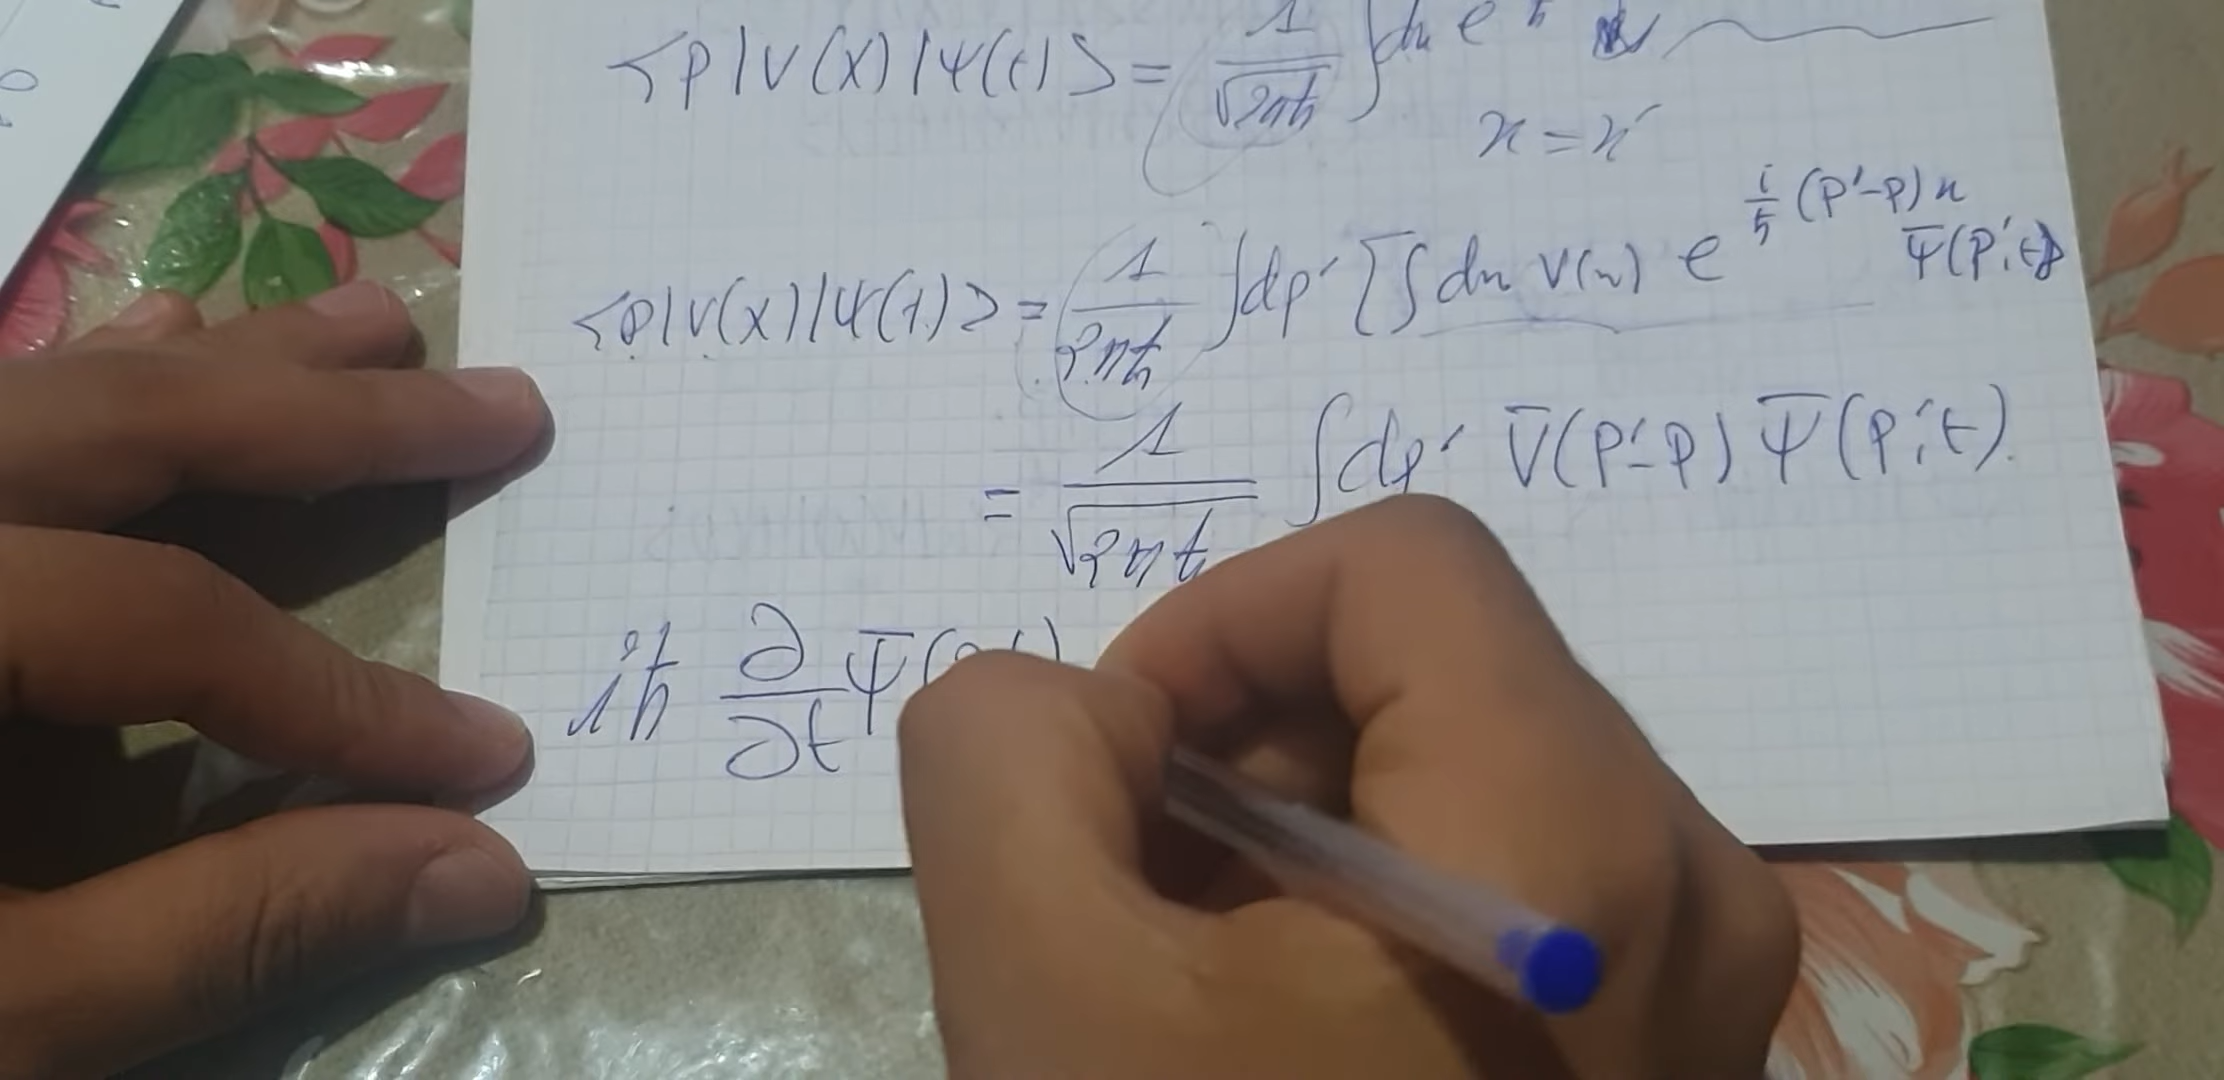 <p|V(X)|Ψ(t)> = 1/√2πħ ∫dx e
x = x'
<p|V(X)|Ψ(t)> = 1/2πħ ∫dp' [∫dx V(x) e^{i/ħ (p'-p)x} Ψ̄(p',t)
= 1/√2πħ ∫dp' V̄(p'-p) Ψ̄(p',t).
iħ ∂/∂t Ψ̄(